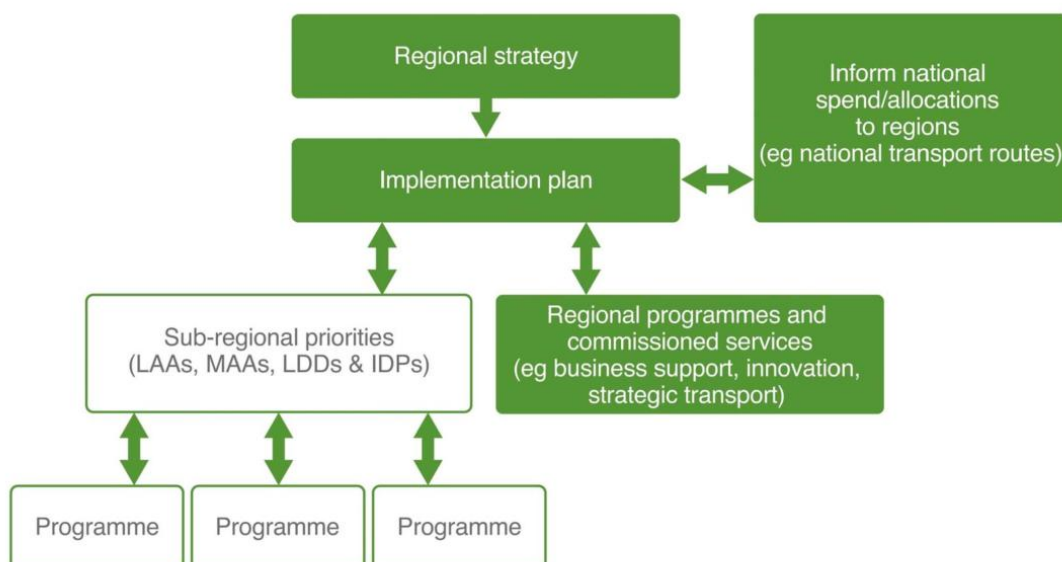 Regional strategy
Inform national
spend/allocations
to regions
(eg national transport routes)
Implementation plan
Sub-regional priorities
(LAAs, MAAs, LDDs & IDPs)
Regional programmes and
commissioned services
(eg business support, innovation,
strategic transport)
Programme
Programme
Programme